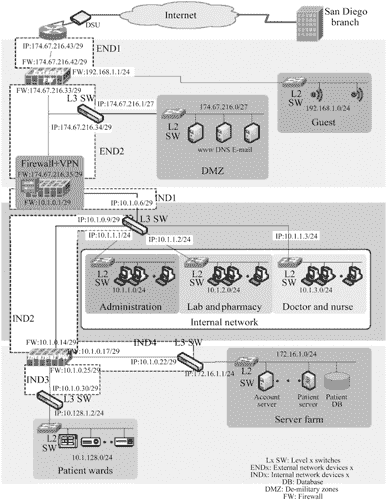 DSU
Internet
San Diego
branch
IP:174.67.216.43/29
END1
FW:174.67.216.42/29
FW:192.168.1.1/24
FW:174.67.216.33/29
L3 SW
IP:174.67.216.1/27
IP:174.67.216.34/29
END2
L2
SW
174.67.216.0/27
www DNS E-mail
DMZ
L2
SW
192.168.1.0/24
Guest
Firewall+VPN
FW:174.67.216.35/29
FW:10.1.0.1/29
IND1
IP:10.1.0.6/29
IP:10.1.0.9/29
L3 SW
IP:10.1.1.1/24
IP:10.1.1.2/24
IP:10.1.1.3/24
L2
SW
10.1.1.0/24
Administration
L2
SW
10.1.2.0/24
Lab and pharmacy
L2
SW
10.1.3.0/24
Doctor and nurse
Internal network
IND2
IND4
L3 SW
FW:10.1.0.14/29
FW:10.1.0.17/29
IP:10.1.0.22/29
IND3
FW:10.1.0.25/29
IP:10.1.0.30/29
L3 SW
IP:10.128.1.2/24
IP:172.16.1.1/24
L2
SW
172.16.1.0/24
Account
server
Patient
server
Patient
DB
Server farm
L2
SW
10.1.128.0/24
Patient wards
Lx SW: Level x switches
ENDx: External network devices x
INDx: Internal network devices x
DB: Database
DMZ: De-military zones
FW: Firewall